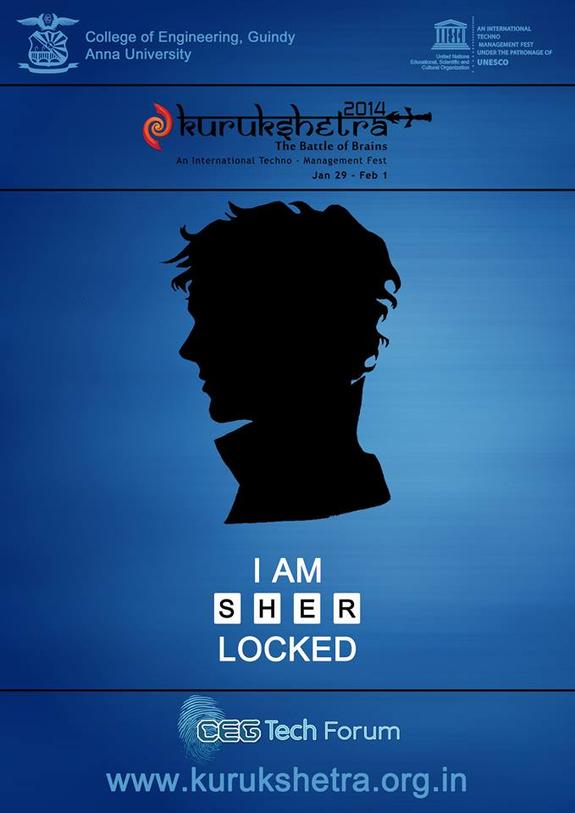 College of Engineering, Guindy
Anna University
United Nations
Educational, Scientific and
Cultural Organization
AN INTERNATIONAL
TECHNO
MANAGEMENT FEST
UNDER THE PATRONAGE OF
UNESCO
2014
kurukshetra
The Battle of Brains
An International Techno - Management Fest
Jan 29 - Feb 1
I AM
SHER
LOCKED
CEG Tech Forum
www.kurukshetra.org.in